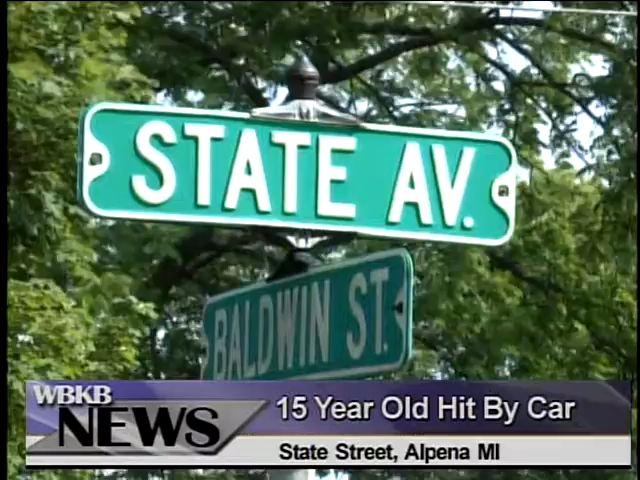 STATE AV.
BALDWIN ST.
WBKB
NEWS
15 Year Old Hit By Car
State Street, Alpena MI